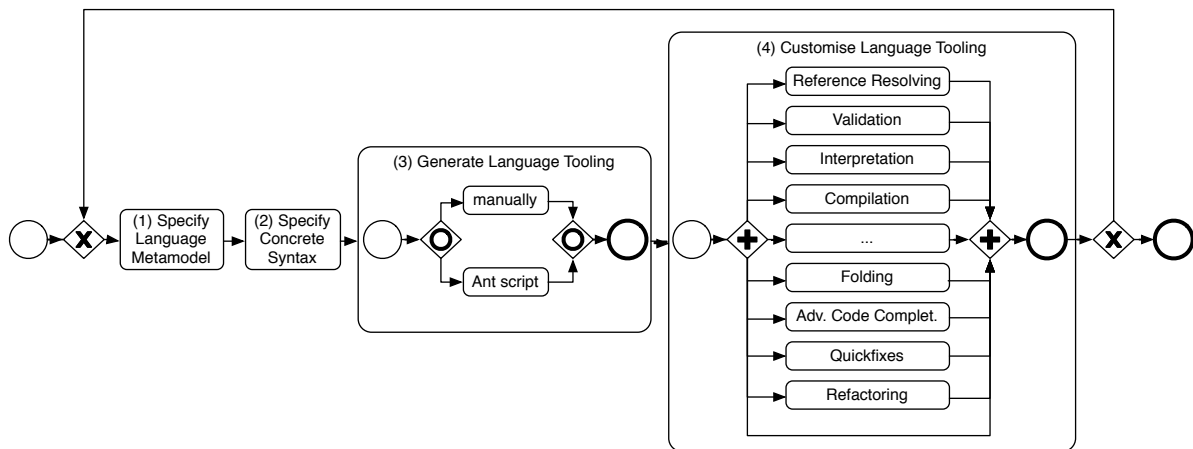 (1) Specify
Language
Metamodel
(2) Specify
Concrete
Syntax
(3) Generate Language Tooling
manually
Ant script
(4) Customise Language Tooling
Reference Resolving
Validation
Interpretation
Compilation
...
Folding
Adv. Code Complet.
Quickfixes
Refactoring